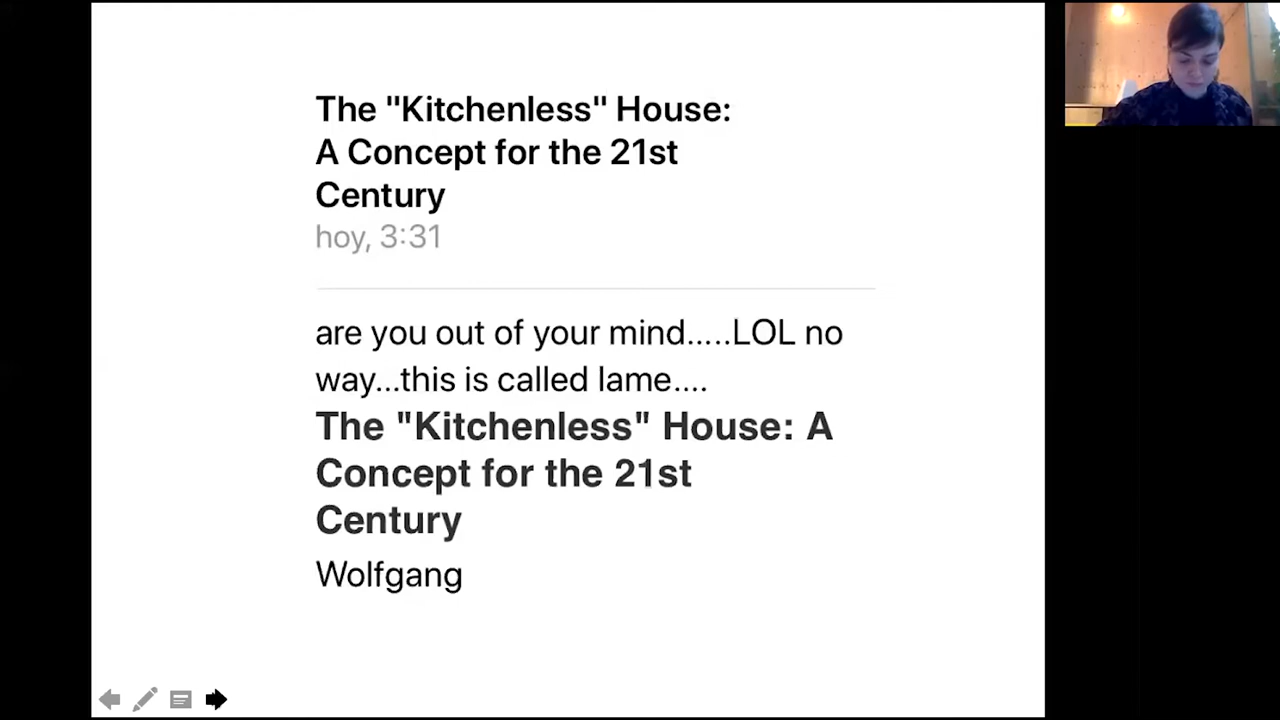 The "Kitchenless" House:
A Concept for the 21st
Century
hoy, 3:31
are you out of your mind.....LOL no
way...this is called lame....
The "Kitchenless" House: A
Concept for the 21st
Century
Wolfgang